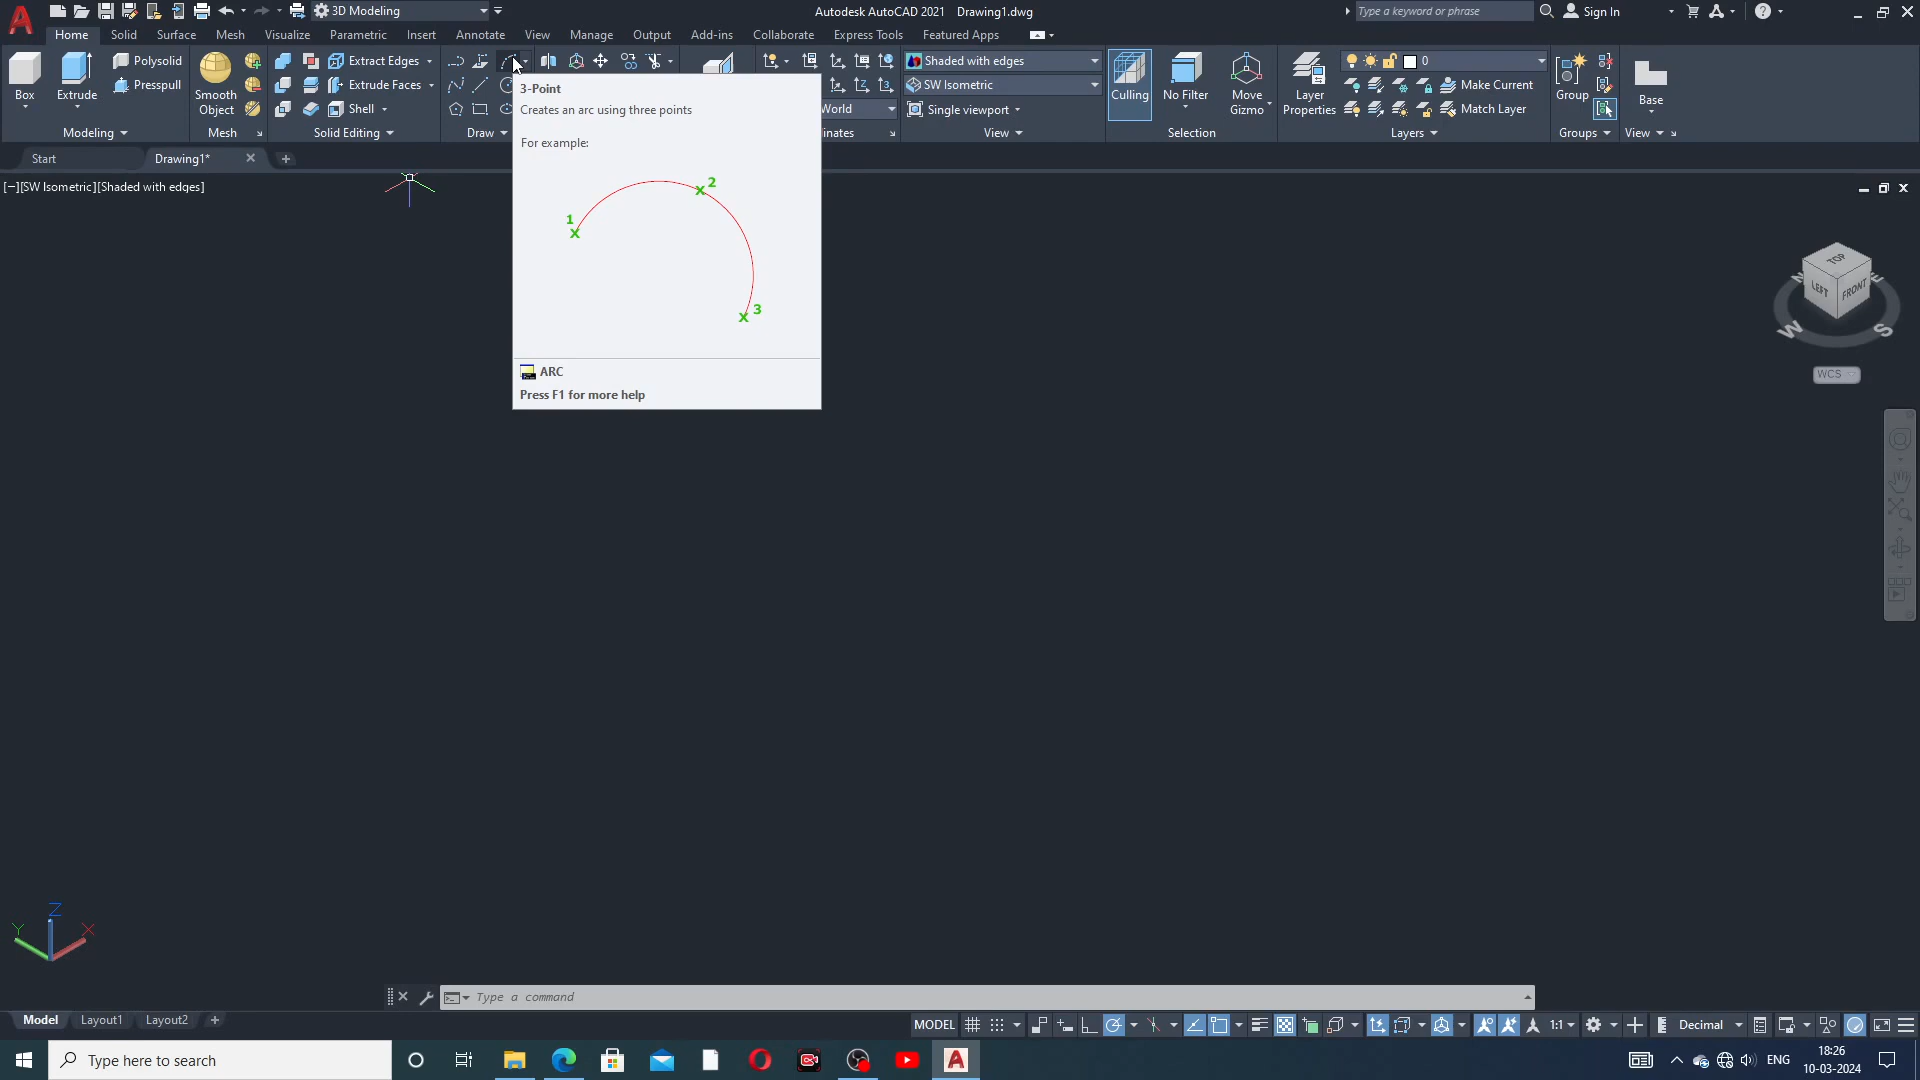 3D Modeling
Autodesk AutoCAD 2021 Drawing1.dwg
Type a keyword or phrase
Sign In
Home Solid Surface Mesh Visualize Parametric Insert Annotate View Manage Output Add-ins Collaborate Express Tools Featured Apps
Box
Extrude
Polysolid
Presspull
Modeling
Smooth
Object
Mesh
Extract Edges
Extrude Faces
Shell
Solid Editing
Draw
World
inates
Shaded with edges
SW Isometric
Single viewport
View
Culling
No Filter
Move
Gizmo
Selection
Layer
Properties
0
Make Current
Match Layer
Layers
Group
Groups
Base
View
3-Point
Creates an arc using three points
For example:
1
2
3
ARC
Press F1 for more help
Start
Drawing1*
[−][SW Isometric][Shaded with edges]
TOP
LEFT
FRONT
N
E
W
S
WCS
Z
Y
X
Type a command
Model
Layout1
Layout2
MODEL
1:1
Decimal
Type here to search
ENG
18:26
10-03-2024